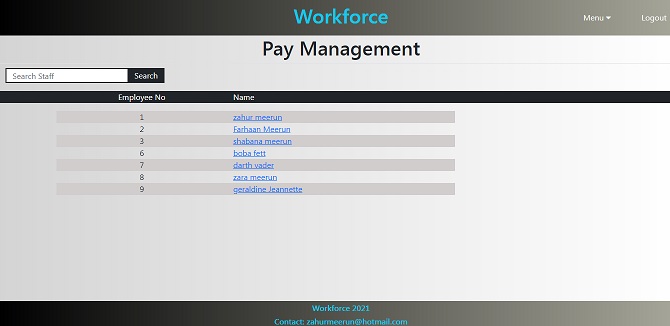 Workforce
Menu Logout
Pay Management
Search Staff Search
Employee No Name
1 zahur meerun
2 Farhaan Meerun
3 shabana meerun
6 boba fett
7 darth vader
8 zara meerun
9 geraldine Jeannette
Workforce 2021
Contact: zahurmeerun@hotmail.com